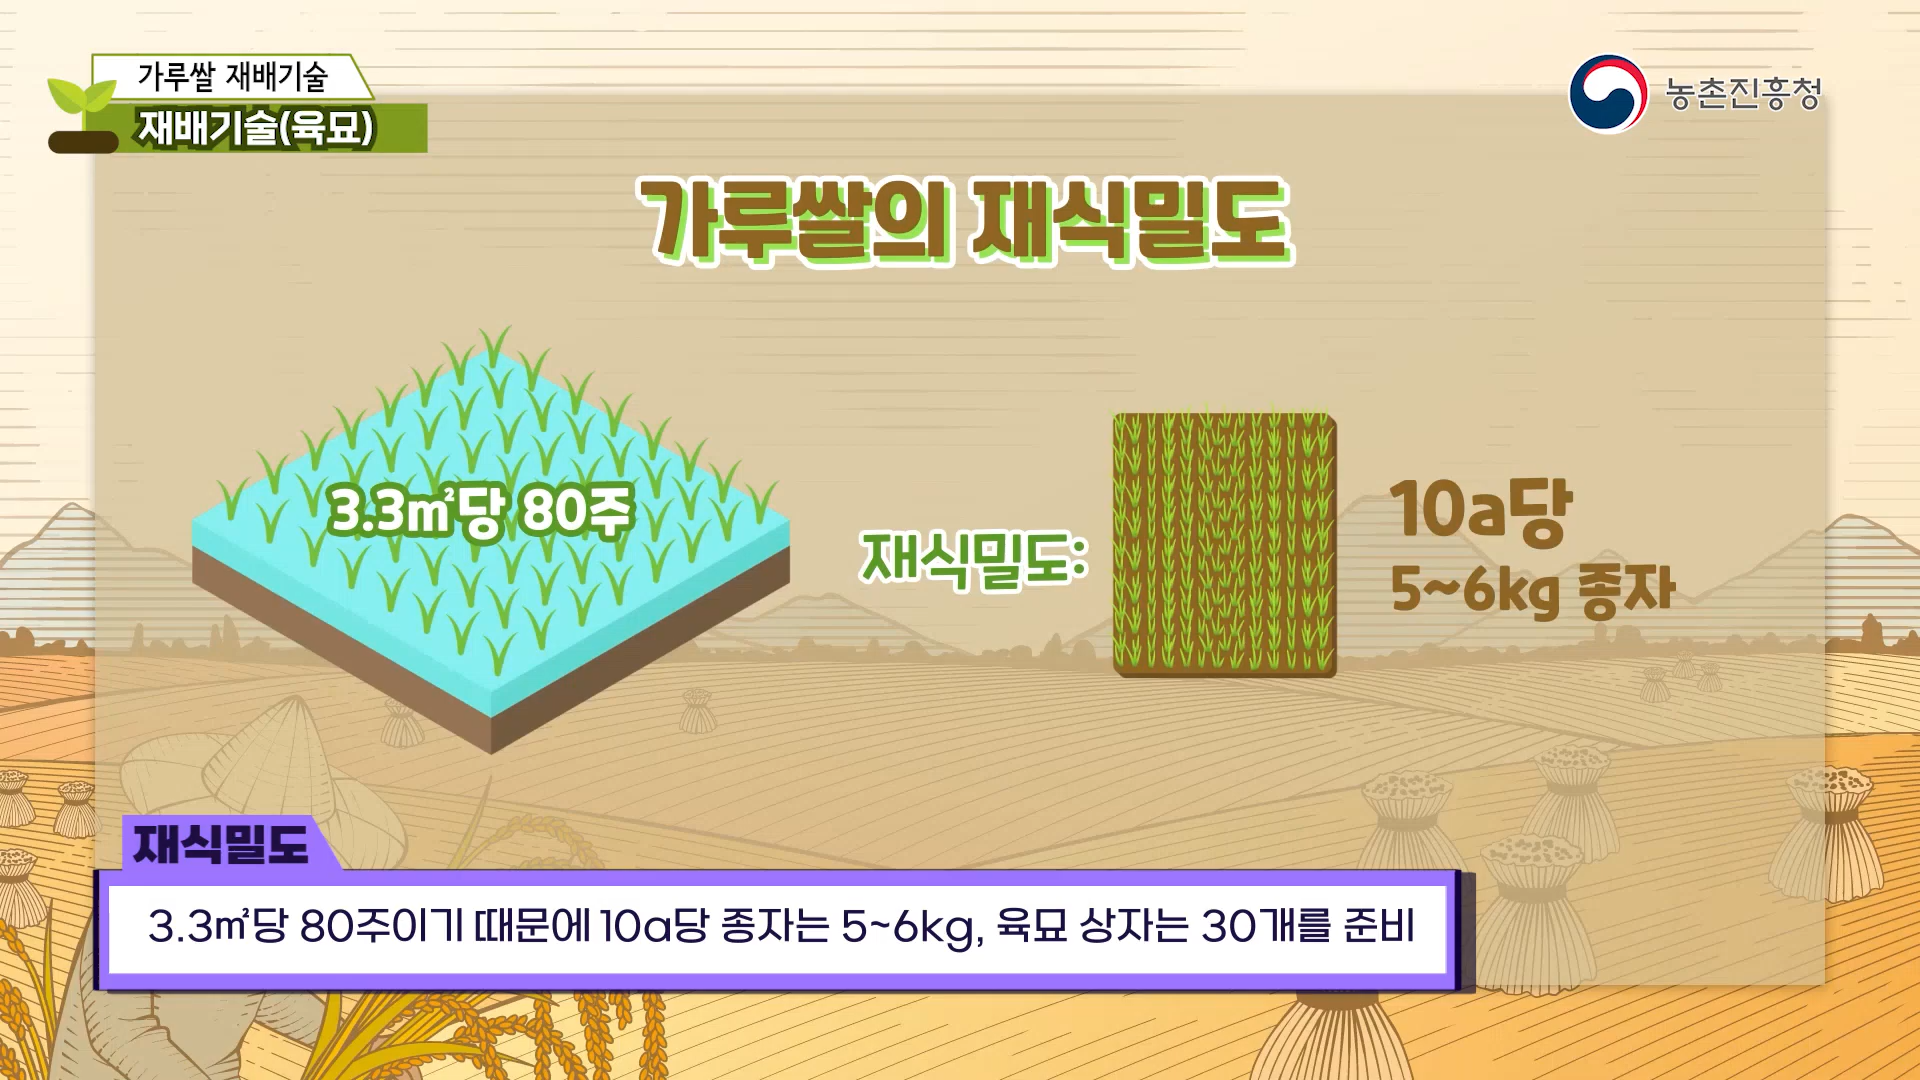 가루쌀 재배기술
재배기술(육묘)
농촌진흥청
가루쌀의 재식밀도
3.3㎡당 80주
재식밀도:
10a당
5~6kg 종자
재식밀도
3.3㎡당 80주이기 때문에 10a당 종자는 5~6kg, 육묘 상자는 30개를 준비